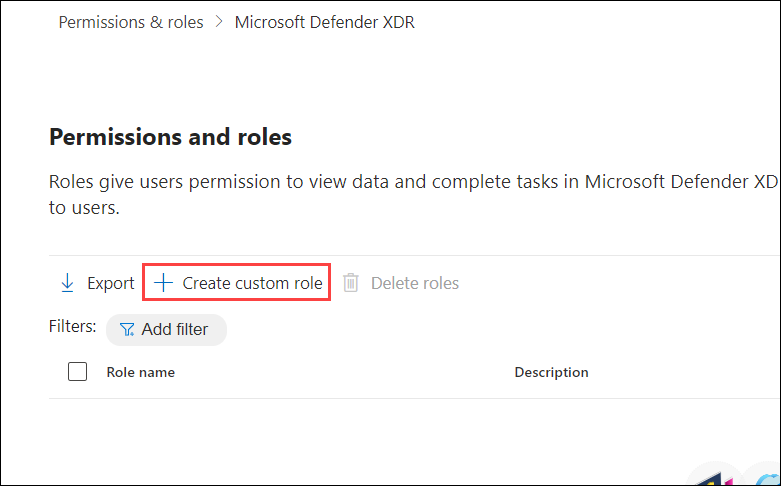 Permissions & roles > Microsoft Defender XDR
Permissions and roles
Roles give users permission to view data and complete tasks in Microsoft Defender XD
to users.
Export + Create custom role Delete roles
Filters: Add filter
Role name Description